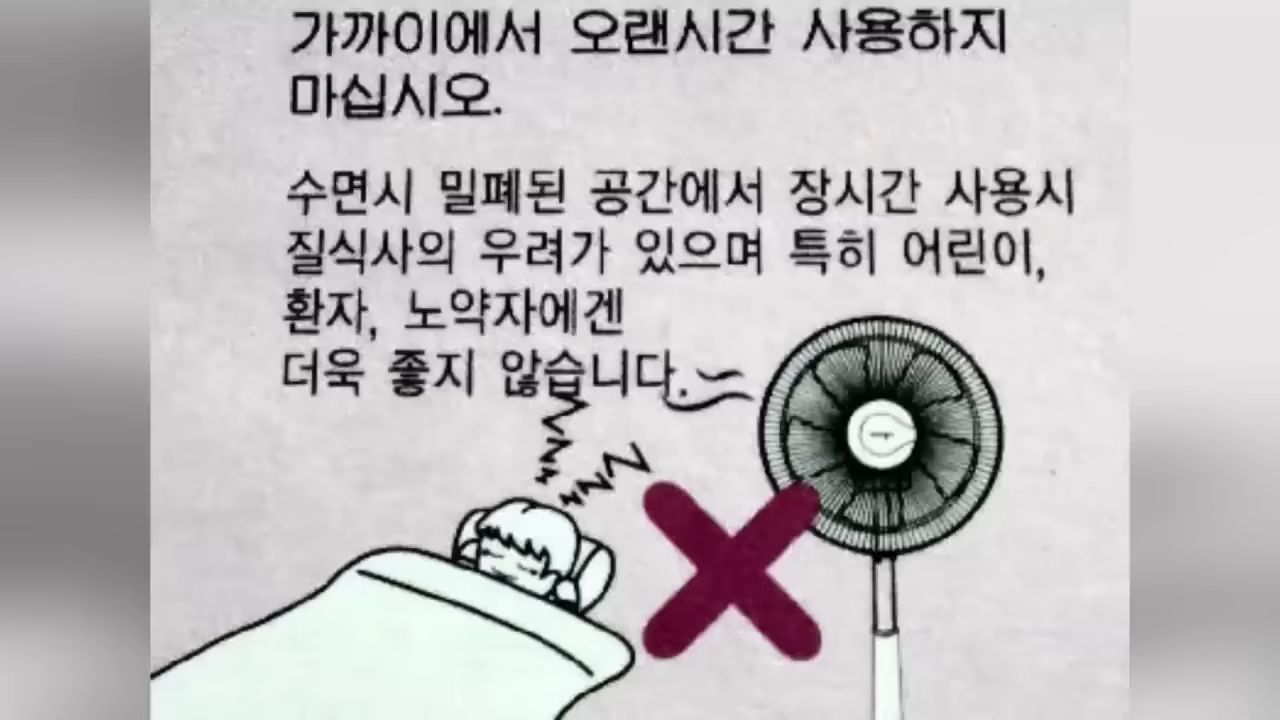 가까이에서 오랜시간 사용하지
마십시오.
수면시 밀폐된 공간에서 장시간 사용시
질식사의 우려가 있으며 특히 어린이,
환자, 노약자에겐
더욱 좋지 않습니다.